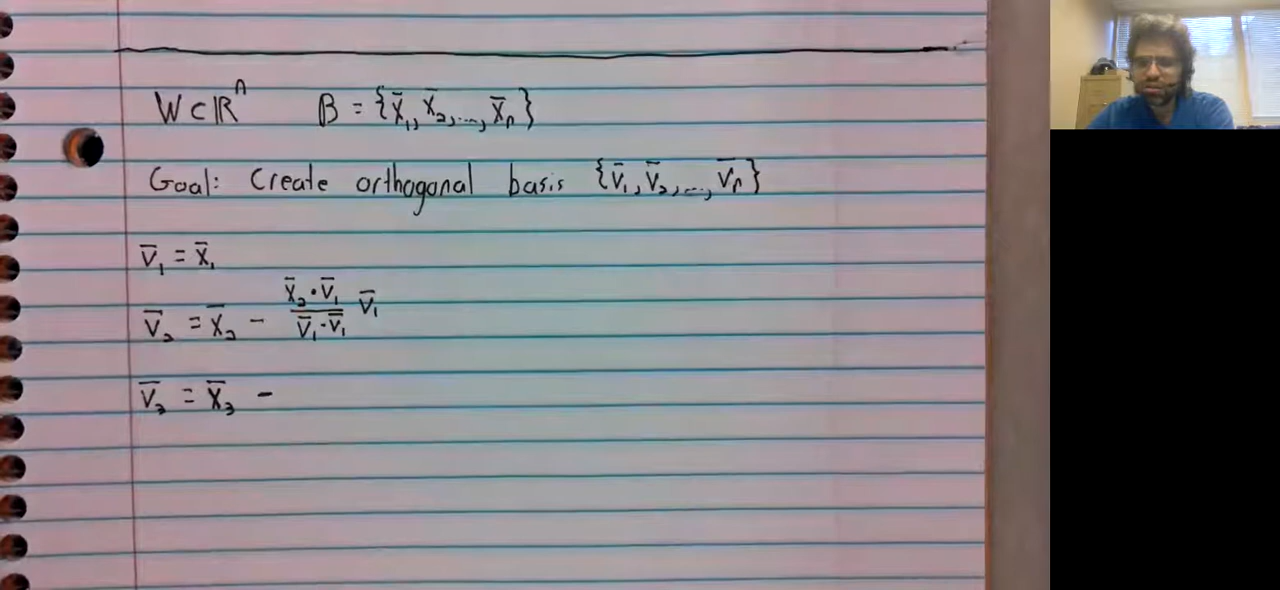 W ⊂ ℝⁿ β = {x̄₁, x̄₂, ..., x̄ₙ}
Goal: Create orthogonal basis {v̄₁, v̄₂, ..., v̄ₙ}
v̄₁ = x̄₁
v̄₂ = x̄₂ - (x̄₂ · v̄₁)/(v̄₁ · v̄₁) v̄₁
v̄₃ = x̄₃ -